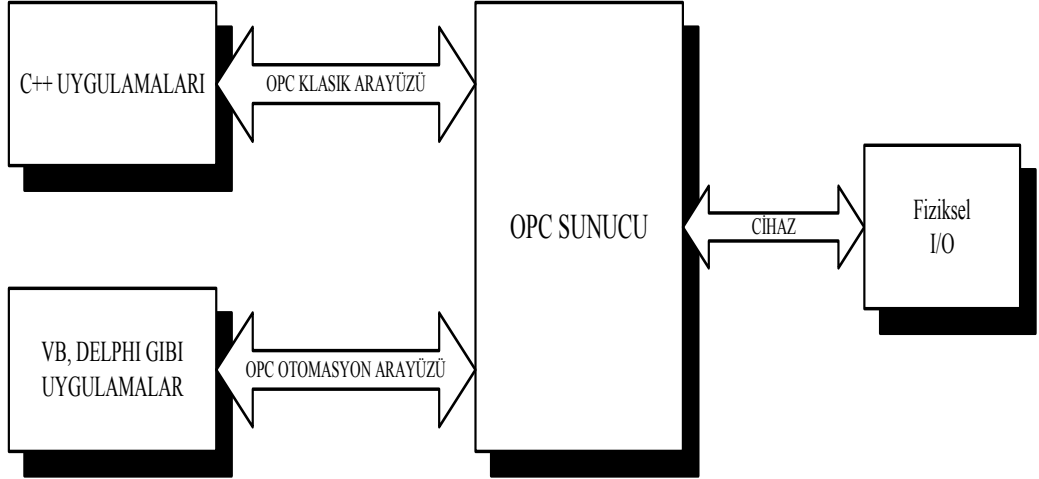 C++ UYGULAMALARI
OPC KLASIK ARAYÜZÜ
OPC SUNUCU
CİHAZ
Fiziksel
I/O
VB, DELPHI GIBI
UYGULAMALAR
OPC OTOMASYON ARAYÜZÜ